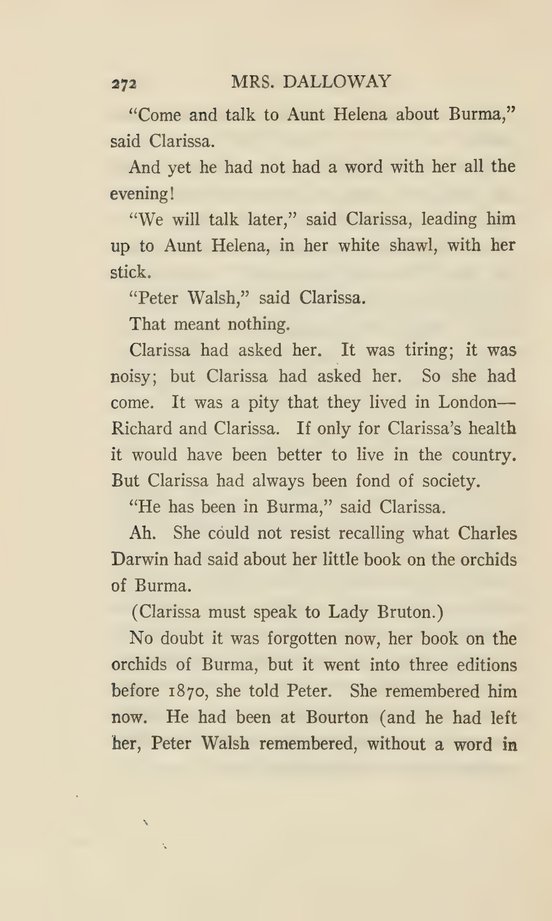 272 MRS. DALLOWAY
“Come and talk to Aunt Helena about Burma,”
said Clarissa.
And yet he had not had a word with her all the
evening!
“We will talk later,” said Clarissa, leading him
up to Aunt Helena, in her white shawl, with her
stick.
“Peter Walsh,” said Clarissa.
That meant nothing.
Clarissa had asked her. It was tiring; it was
noisy; but Clarissa had asked her. So she had
come. It was a pity that they lived in London—
Richard and Clarissa. If only for Clarissa’s health
it would have been better to live in the country.
But Clarissa had always been fond of society.
“He has been in Burma,” said Clarissa.
Ah. She could not resist recalling what Charles
Darwin had said about her little book on the orchids
of Burma.
(Clarissa must speak to Lady Bruton.)
No doubt it was forgotten now, her book on the
orchids of Burma, but it went into three editions
before 1870, she told Peter. She remembered him
now. He had been at Bourton (and he had left
her, Peter Walsh remembered, without a word in